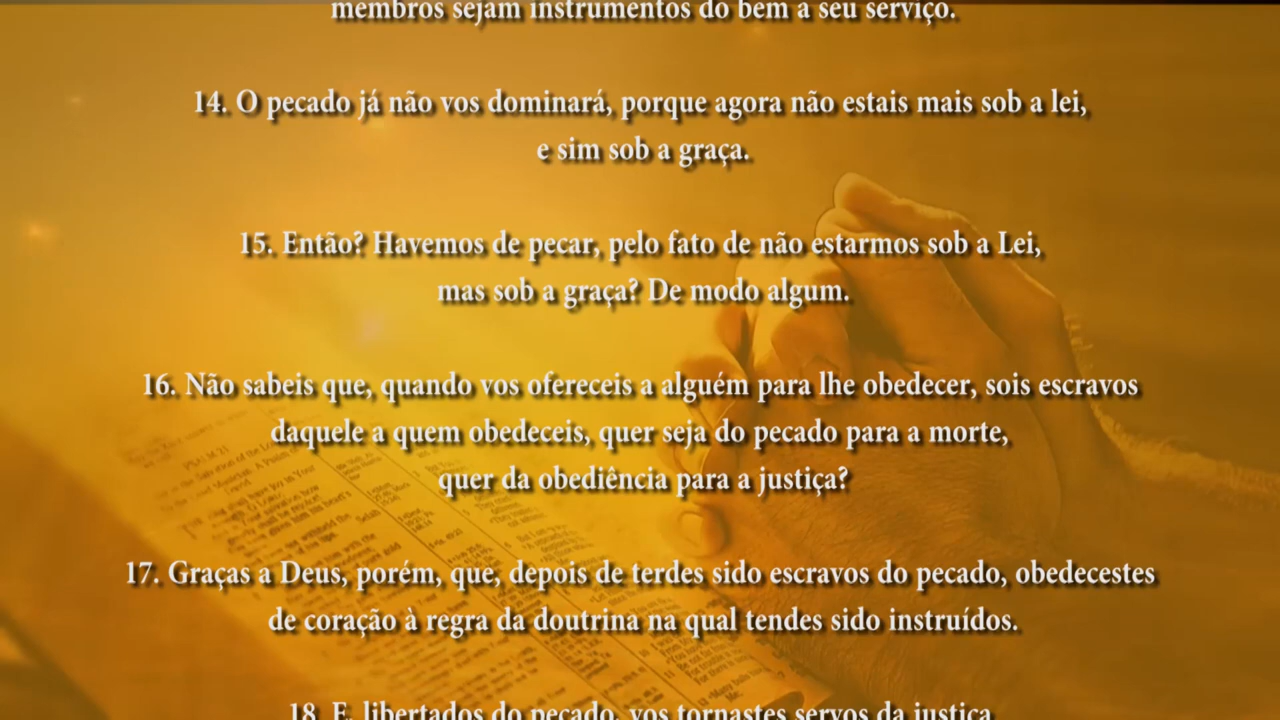 membros sejam instrumentos do bem a seu serviço.
14. O pecado já não vos dominará, porque agora não estais mais sob a lei,
e sim sob a graça.
15. Então? Havemos de pecar, pelo fato de não estarmos sob a Lei,
mas sob a graça? De modo algum.
16. Não sabeis que, quando vos ofereceis a alguém para lhe obedecer, sois escravos
daquele a quem obedeceis, quer seja do pecado para a morte,
quer da obediência para a justiça?
17. Graças a Deus, porém, que, depois de terdes sido escravos do pecado, obedecestes
de coração à regra da doutrina na qual tendes sido instruídos.
18. E, libertados do pecado, vos tornastes servos da justiça